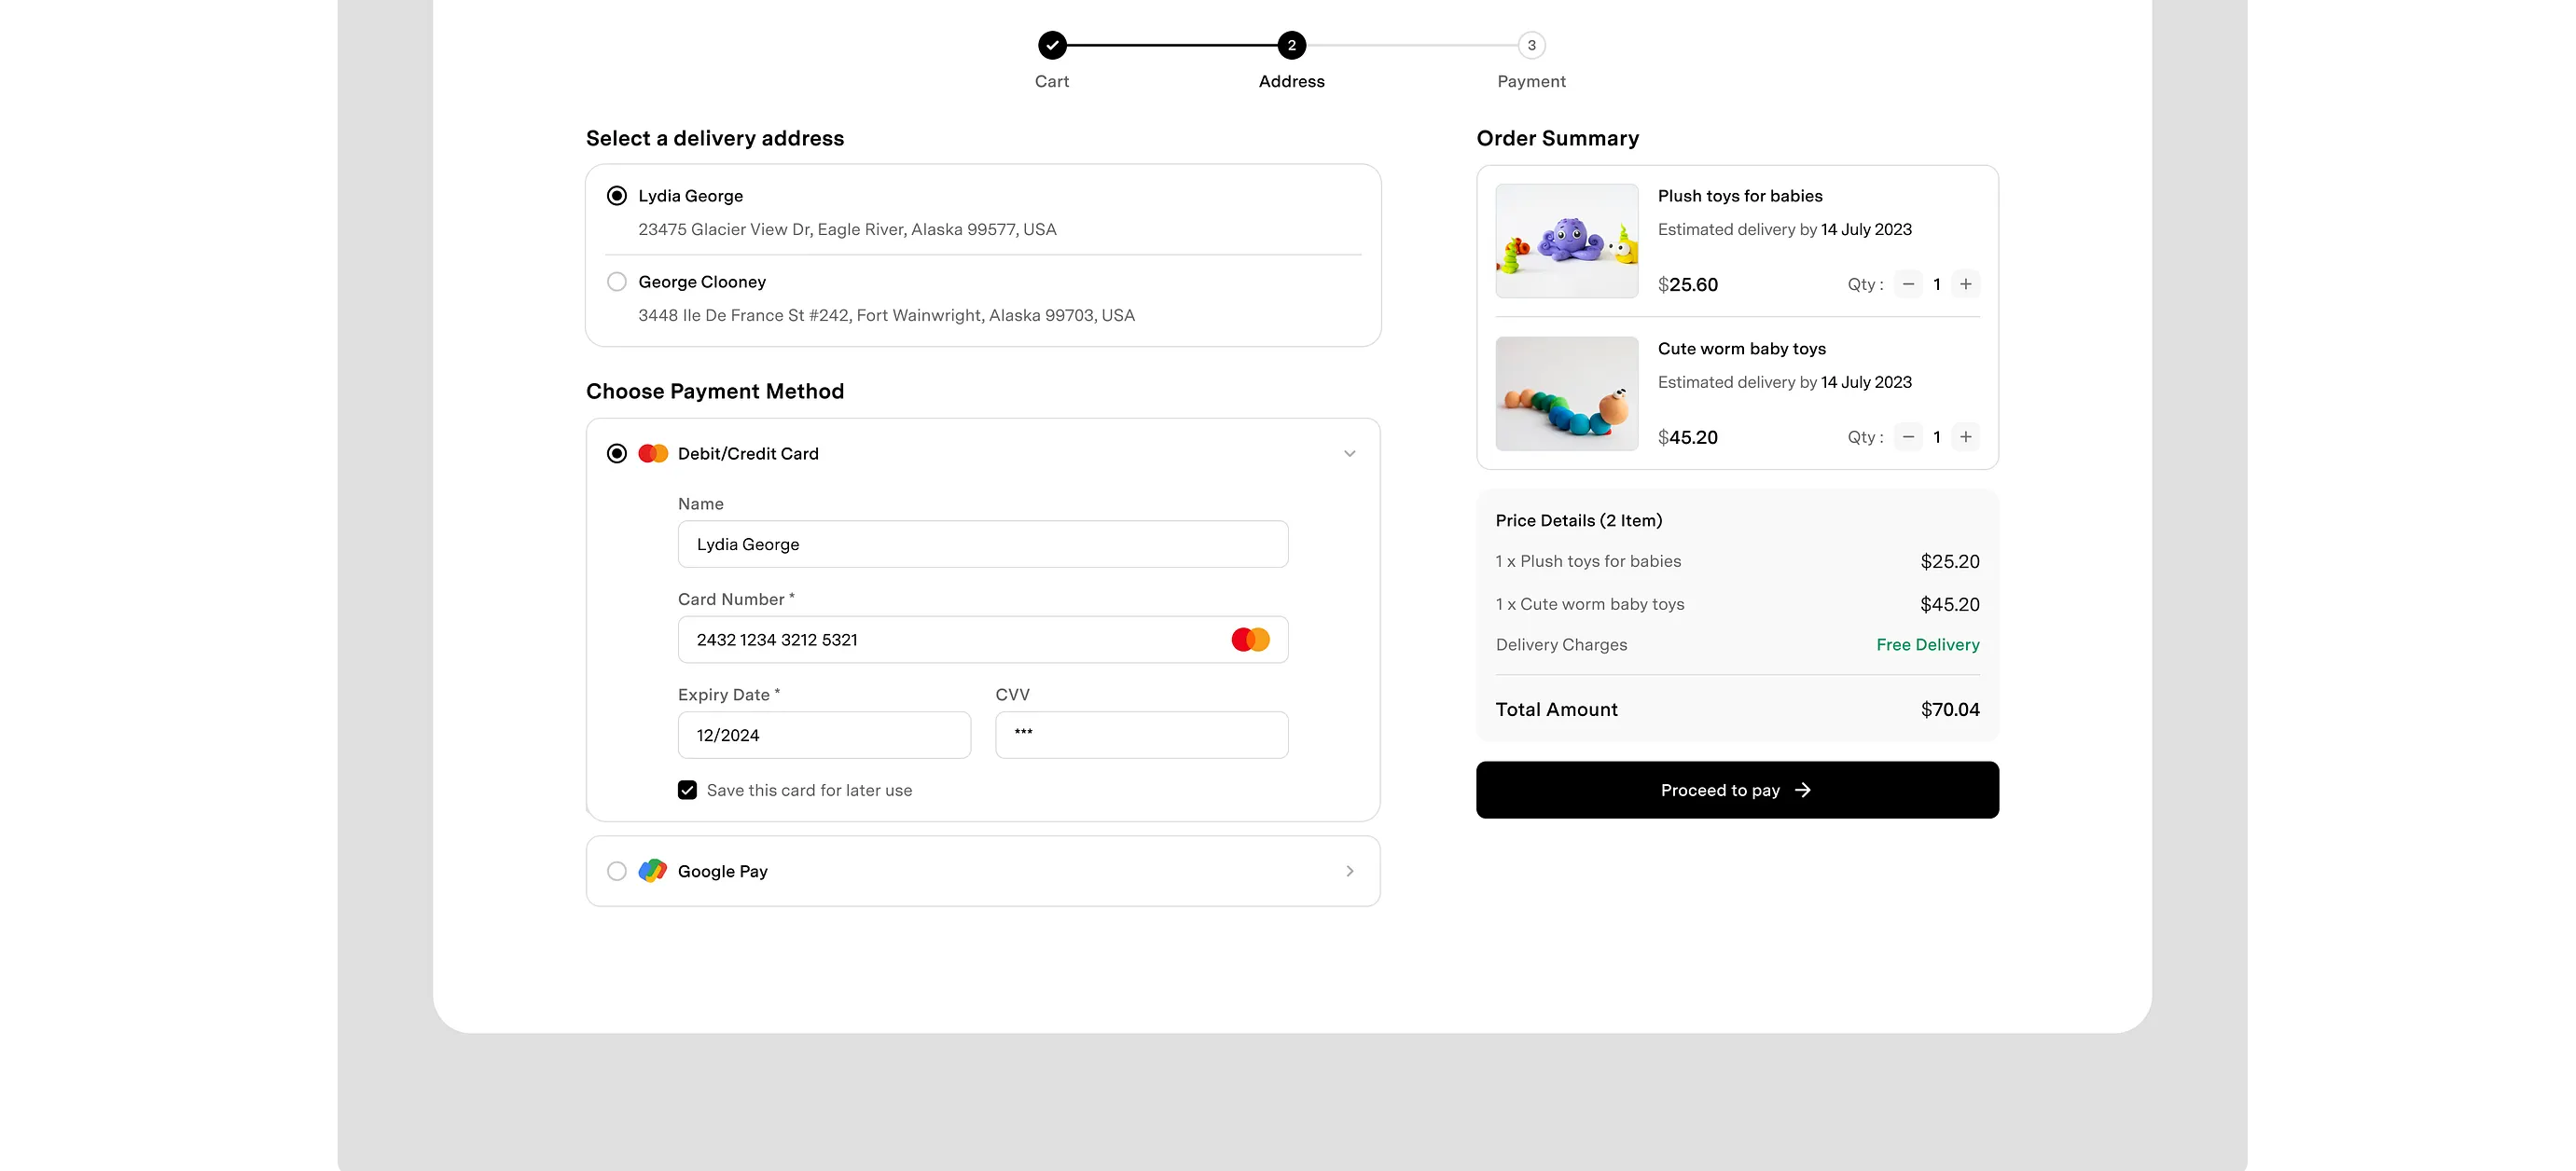 2
3
Cart
Address
Payment
Select a delivery address
Lydia George
23475 Glacier View Dr, Eagle River, Alaska 99577, USA
George Clooney
3448 Ile De France St #242, Fort Wainwright, Alaska 99703, USA
Choose Payment Method
Debit/Credit Card
Name
Lydia George
Card Number *
2432 1234 3212 5321
Expiry Date *
CVV
12/2024
***
Save this card for later use
Google Pay
Order Summary
Plush toys for babies
Estimated delivery by 14 July 2023
$25.60
Qty : − 1 +
Cute worm baby toys
Estimated delivery by 14 July 2023
$45.20
Qty : − 1 +
Price Details (2 Item)
1 x Plush toys for babies $25.20
1 x Cute worm baby toys $45.20
Delivery Charges Free Delivery
Total Amount $70.04
Proceed to pay →